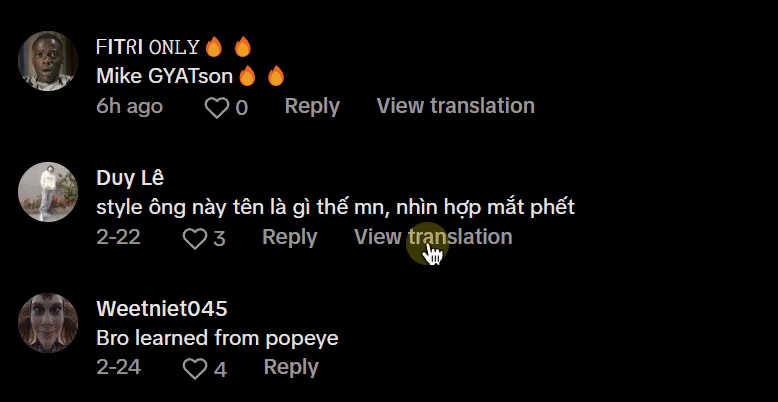 FITRI ONLY🔥 🔥
Mike GYATson🔥 🔥
6h ago 0 Reply View translation
Duy Lê
style ông này tên là gì thế mn, nhìn hợp mắt phết
2-22 3 Reply View translation
Weetniet045
Bro learned from popeye
2-24 4 Reply